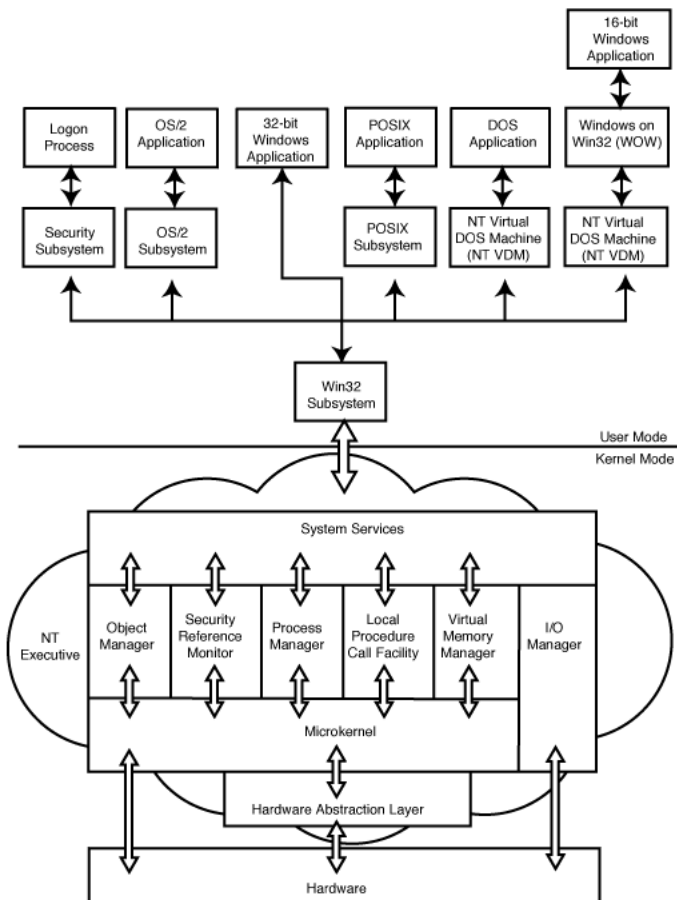 16-bit
Windows
Application
Logon
Process
OS/2
Application
32-bit
Windows
Application
POSIX
Application
DOS
Application
Windows on
Win32 (WOW)
Security
Subsystem
OS/2
Subsystem
POSIX
Subsystem
NT Virtual
DOS Machine
(NT VDM)
NT Virtual
DOS Machine
(NT VDM)
Win32
Subsystem
User Mode
Kernel Mode
System Services
NT
Executive
Object
Manager
Security
Reference
Monitor
Process
Manager
Local
Procedure
Call Facility
Virtual
Memory
Manager
I/O
Manager
Microkernel
Hardware Abstraction Layer
Hardware